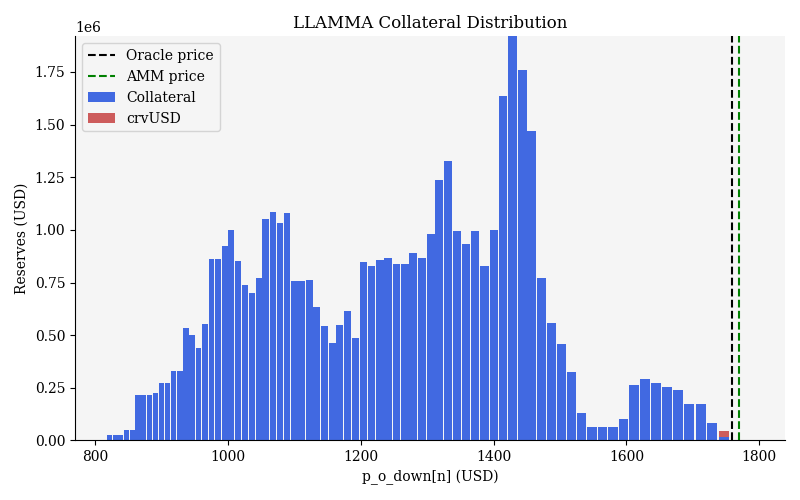 LLAMMA Collateral Distribution
1e6
Oracle price
AMM price
Collateral
crvUSD
1.75
1.50
1.25
1.00
0.75
0.50
0.25
0.00
Reserves (USD)
800 1000 1200 1400 1600 1800
p_o_down[n] (USD)